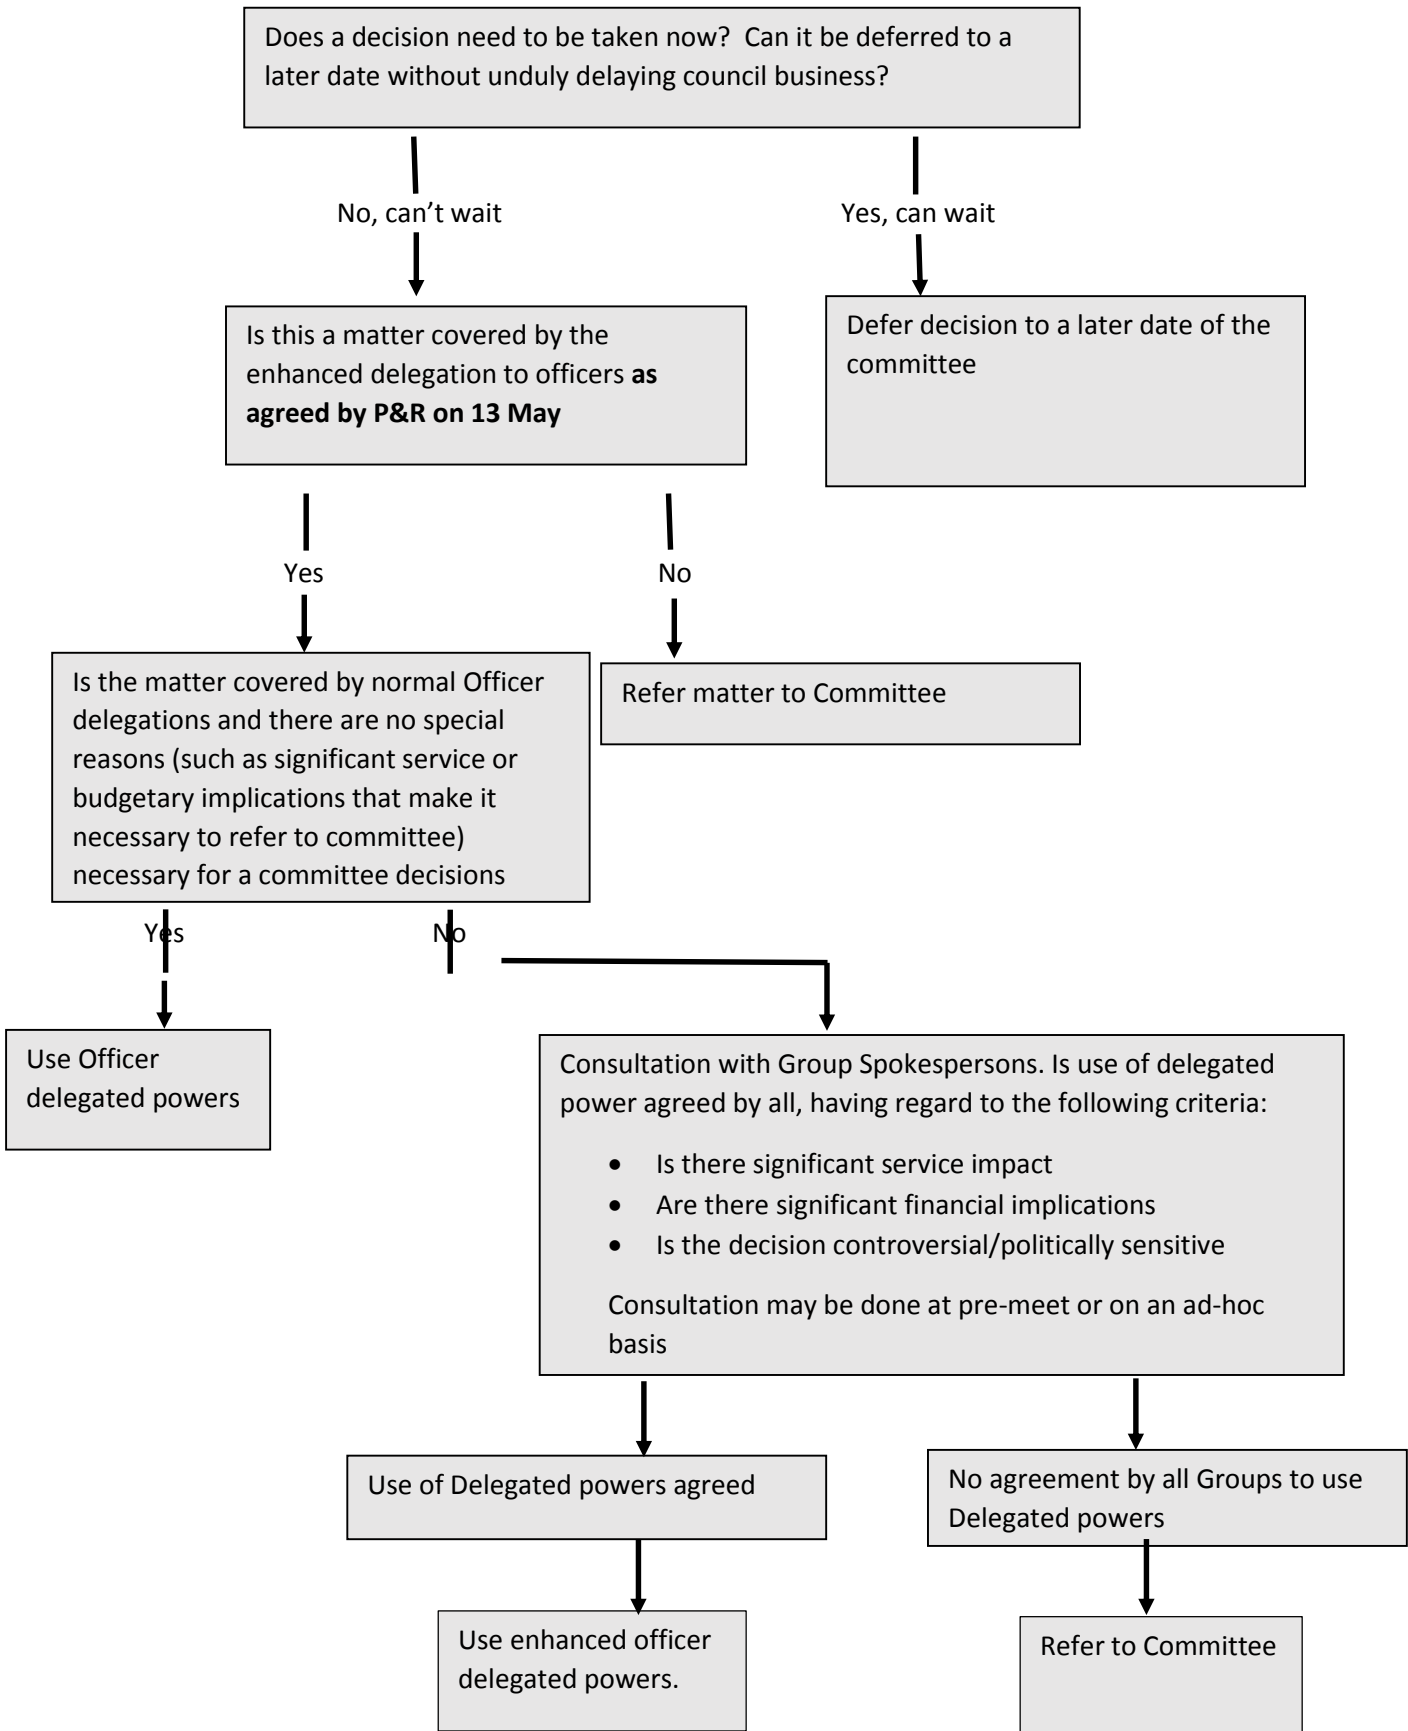 Does a decision need to be taken now?  Can it be deferred to a
later date without unduly delaying council business?
No, can’t wait
Yes, can wait
Is this a matter covered by the
enhanced delegation to officers as
agreed by P&R on 13 May
Defer decision to a later date of the
committee
Yes
No
Is the matter covered by normal Officer
delegations and there are no special
reasons (such as significant service or
budgetary implications that make it
necessary to refer to committee)
necessary for a committee decisions
Refer matter to Committee
Yes
No
Use Officer
delegated powers
Consultation with Group Spokespersons. Is use of delegated
power agreed by all, having regard to the following criteria:
• Is there significant service impact
• Are there significant financial implications
• Is the decision controversial/politically sensitive
Consultation may be done at pre-meet or on an ad-hoc
basis
Use of Delegated powers agreed
No agreement by all Groups to use
Delegated powers
Use enhanced officer
delegated powers.
Refer to Committee